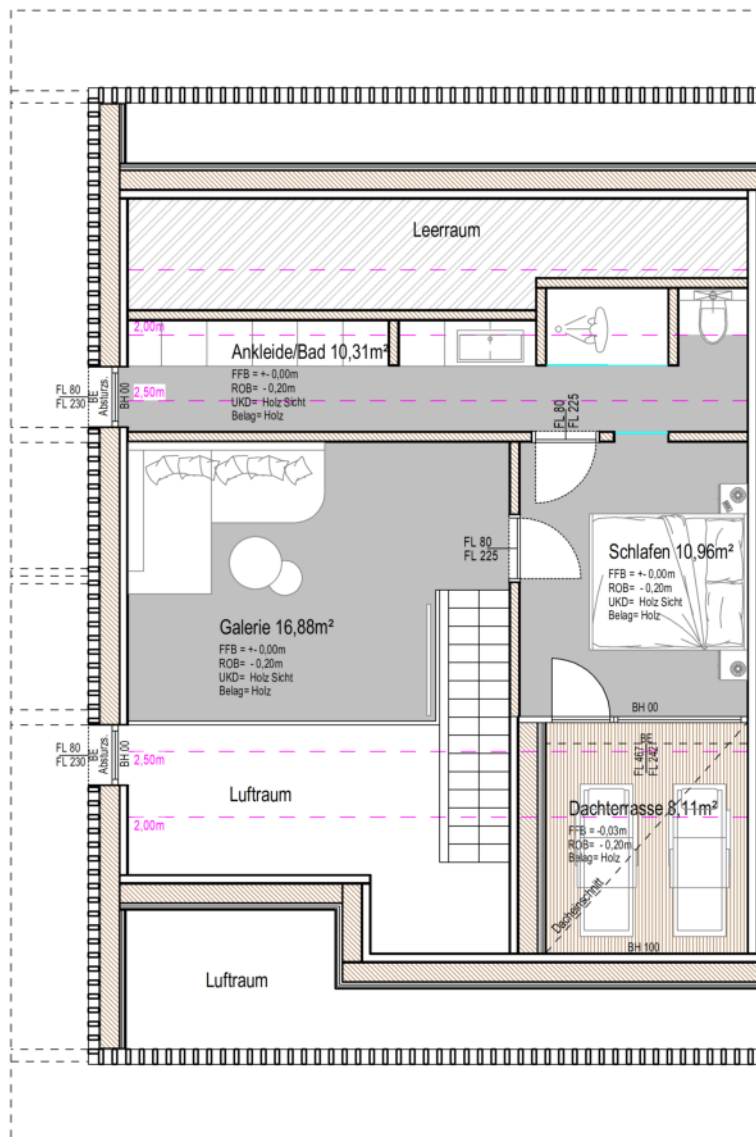 Leerraum
2,00m
Ankleide/Bad 10,31m²
FFB = +- 0,00m
ROB= - 0,20m
UKD= Holz Sicht
Belag= Holz
2,50m
FL 80
FL 230
BE
Absturzs.
BH 00
FL 80
FL 225
FL 80
FL 225
Schlafen 10,96m²
FFB = +- 0,00m
ROB= - 0,20m
UKD= Holz Sicht
Belag= Holz
Galerie 16,88m²
FFB = +- 0,00m
ROB= - 0,20m
UKD= Holz Sicht
Belag= Holz
BH 00
FL 80
FL 230
BE
Absturzs.
BH 00
2,50m
FL 467
FL 242
BE
Luftraum
Dachterrasse 8,11m²
FFB = -0,03m
ROB= - 0,20m
Belag= Holz
2,00m
Dacheinschnitt
BH 100
Luftraum